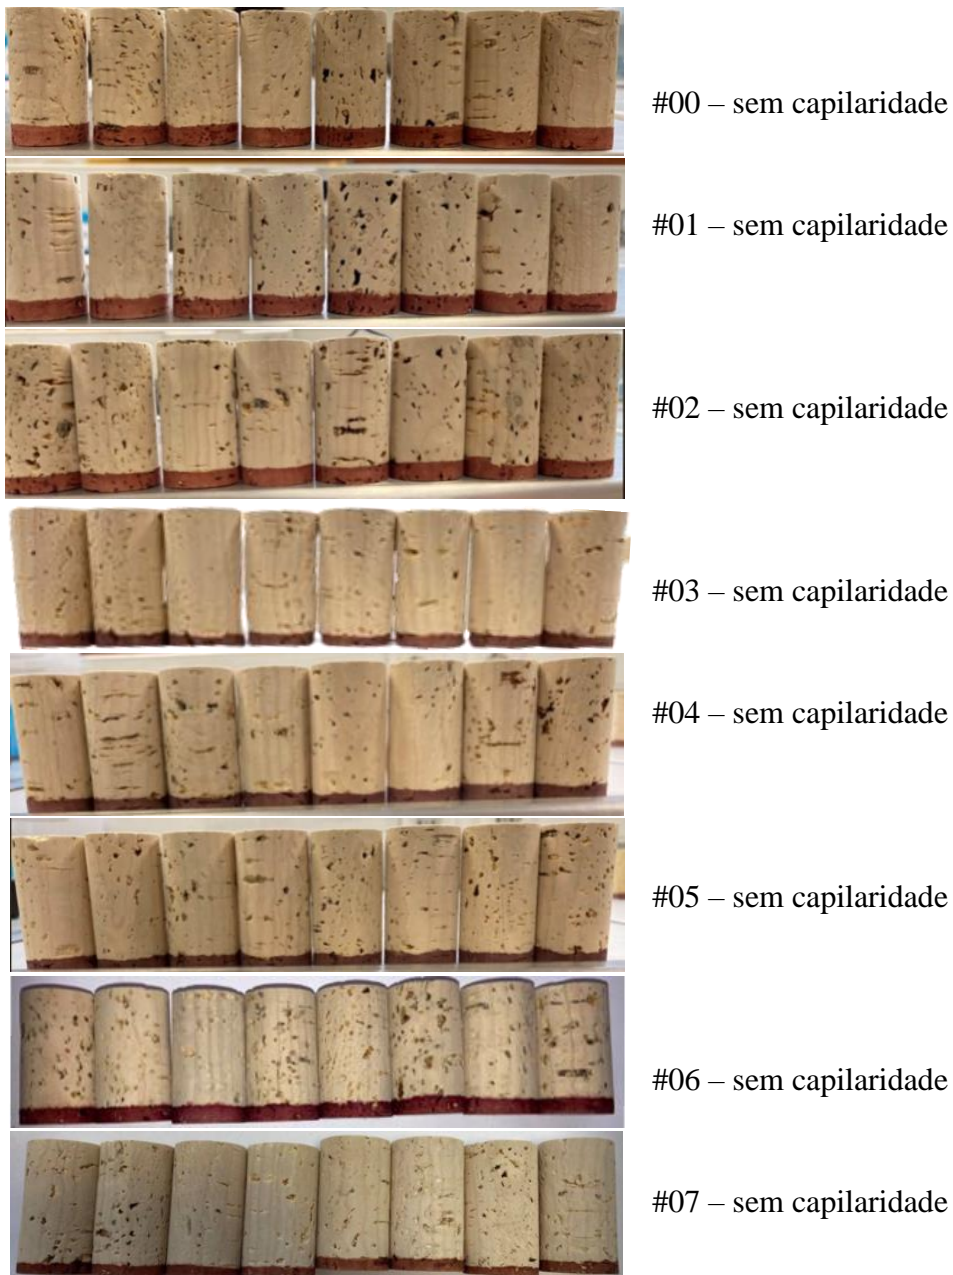 #00 – sem capilaridade
#01 – sem capilaridade
#02 – sem capilaridade
#03 – sem capilaridade
#04 – sem capilaridade
#05 – sem capilaridade
#06 – sem capilaridade
#07 – sem capilaridade